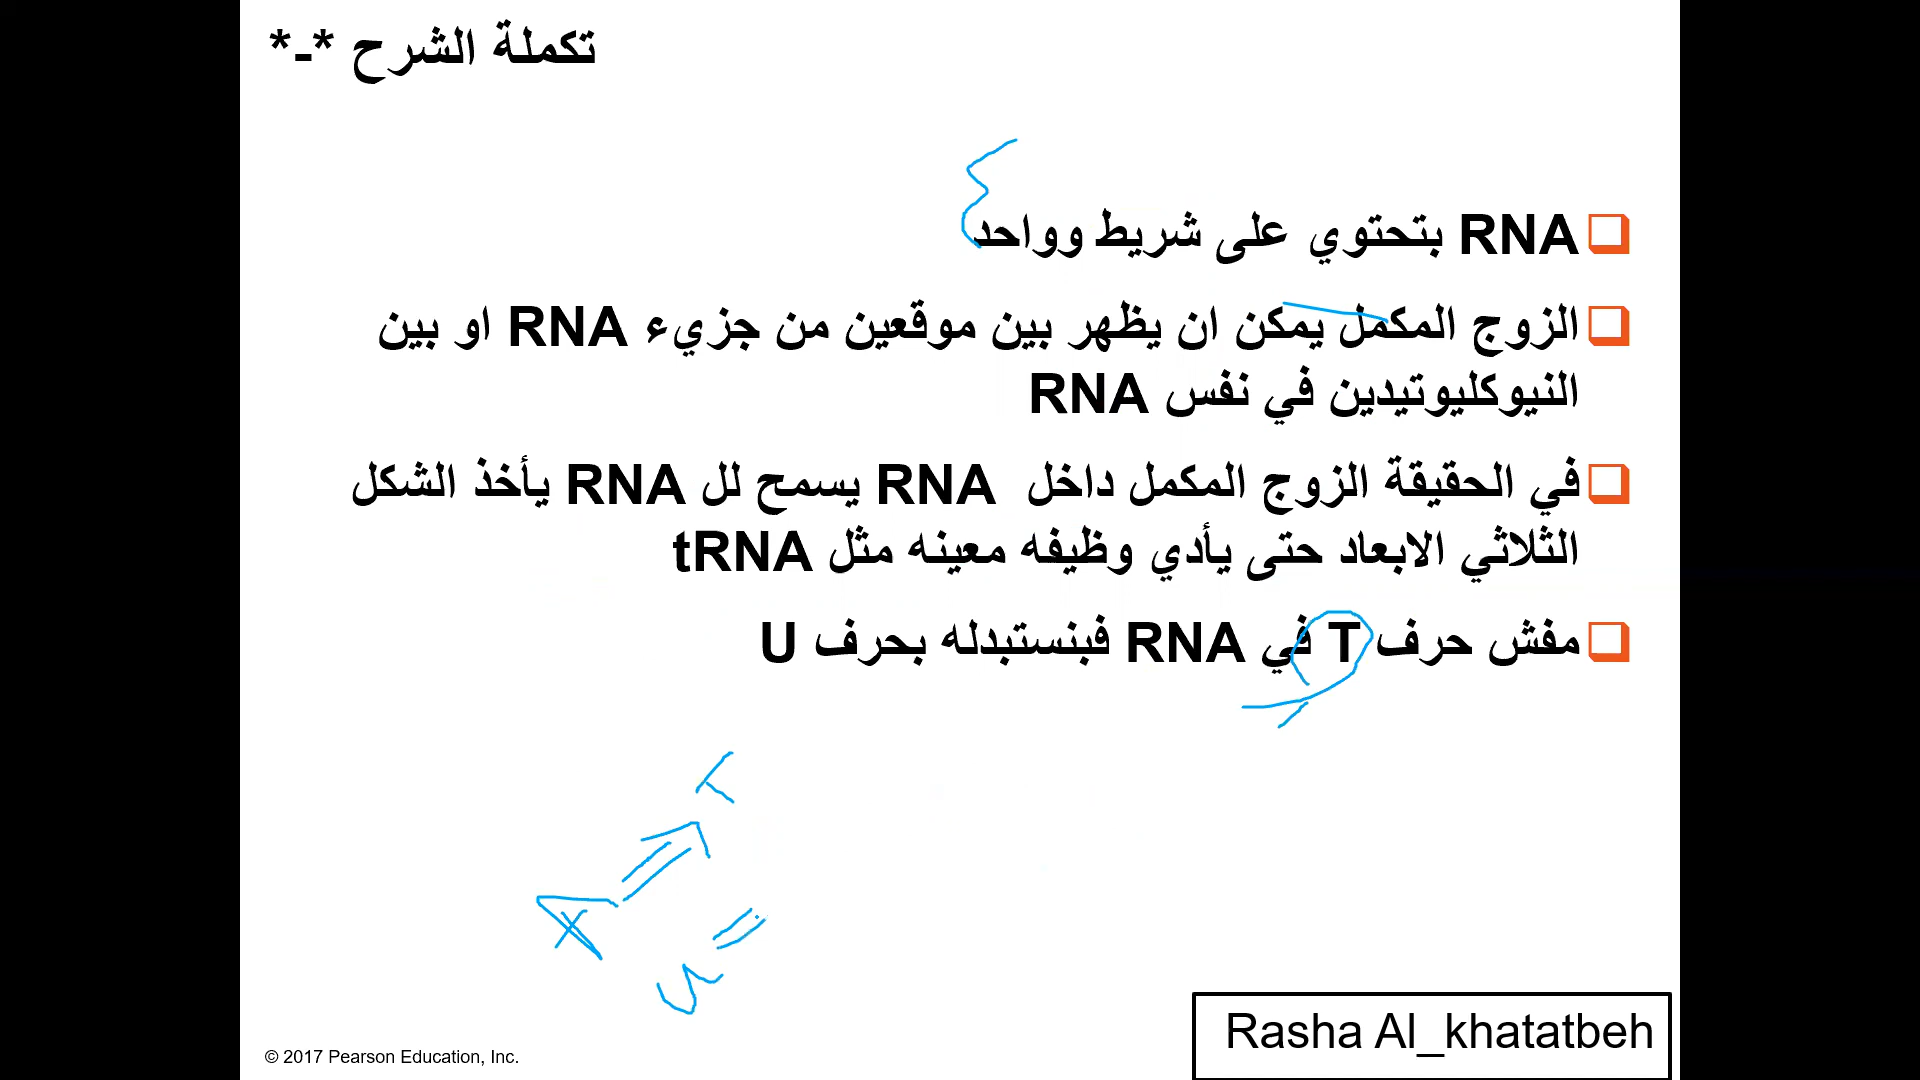 تكملة الشرح *-*
RNA بتحتوي على شريط وواحد
الزوج المكمل يمكن ان يظهر بين موقعين من جزيء RNA او بين
النيوكليوتيدين في نفس RNA
في الحقيقة الزوج المكمل داخل RNA يسمح لل RNA يأخذ الشكل
الثلاثي الابعاد حتى يأدي وظيفه معينه مثل tRNA
مفش حرف T في RNA فبنستبدله بحرف U
T
A
U
Rasha Al_khatatbeh
© 2017 Pearson Education, Inc.